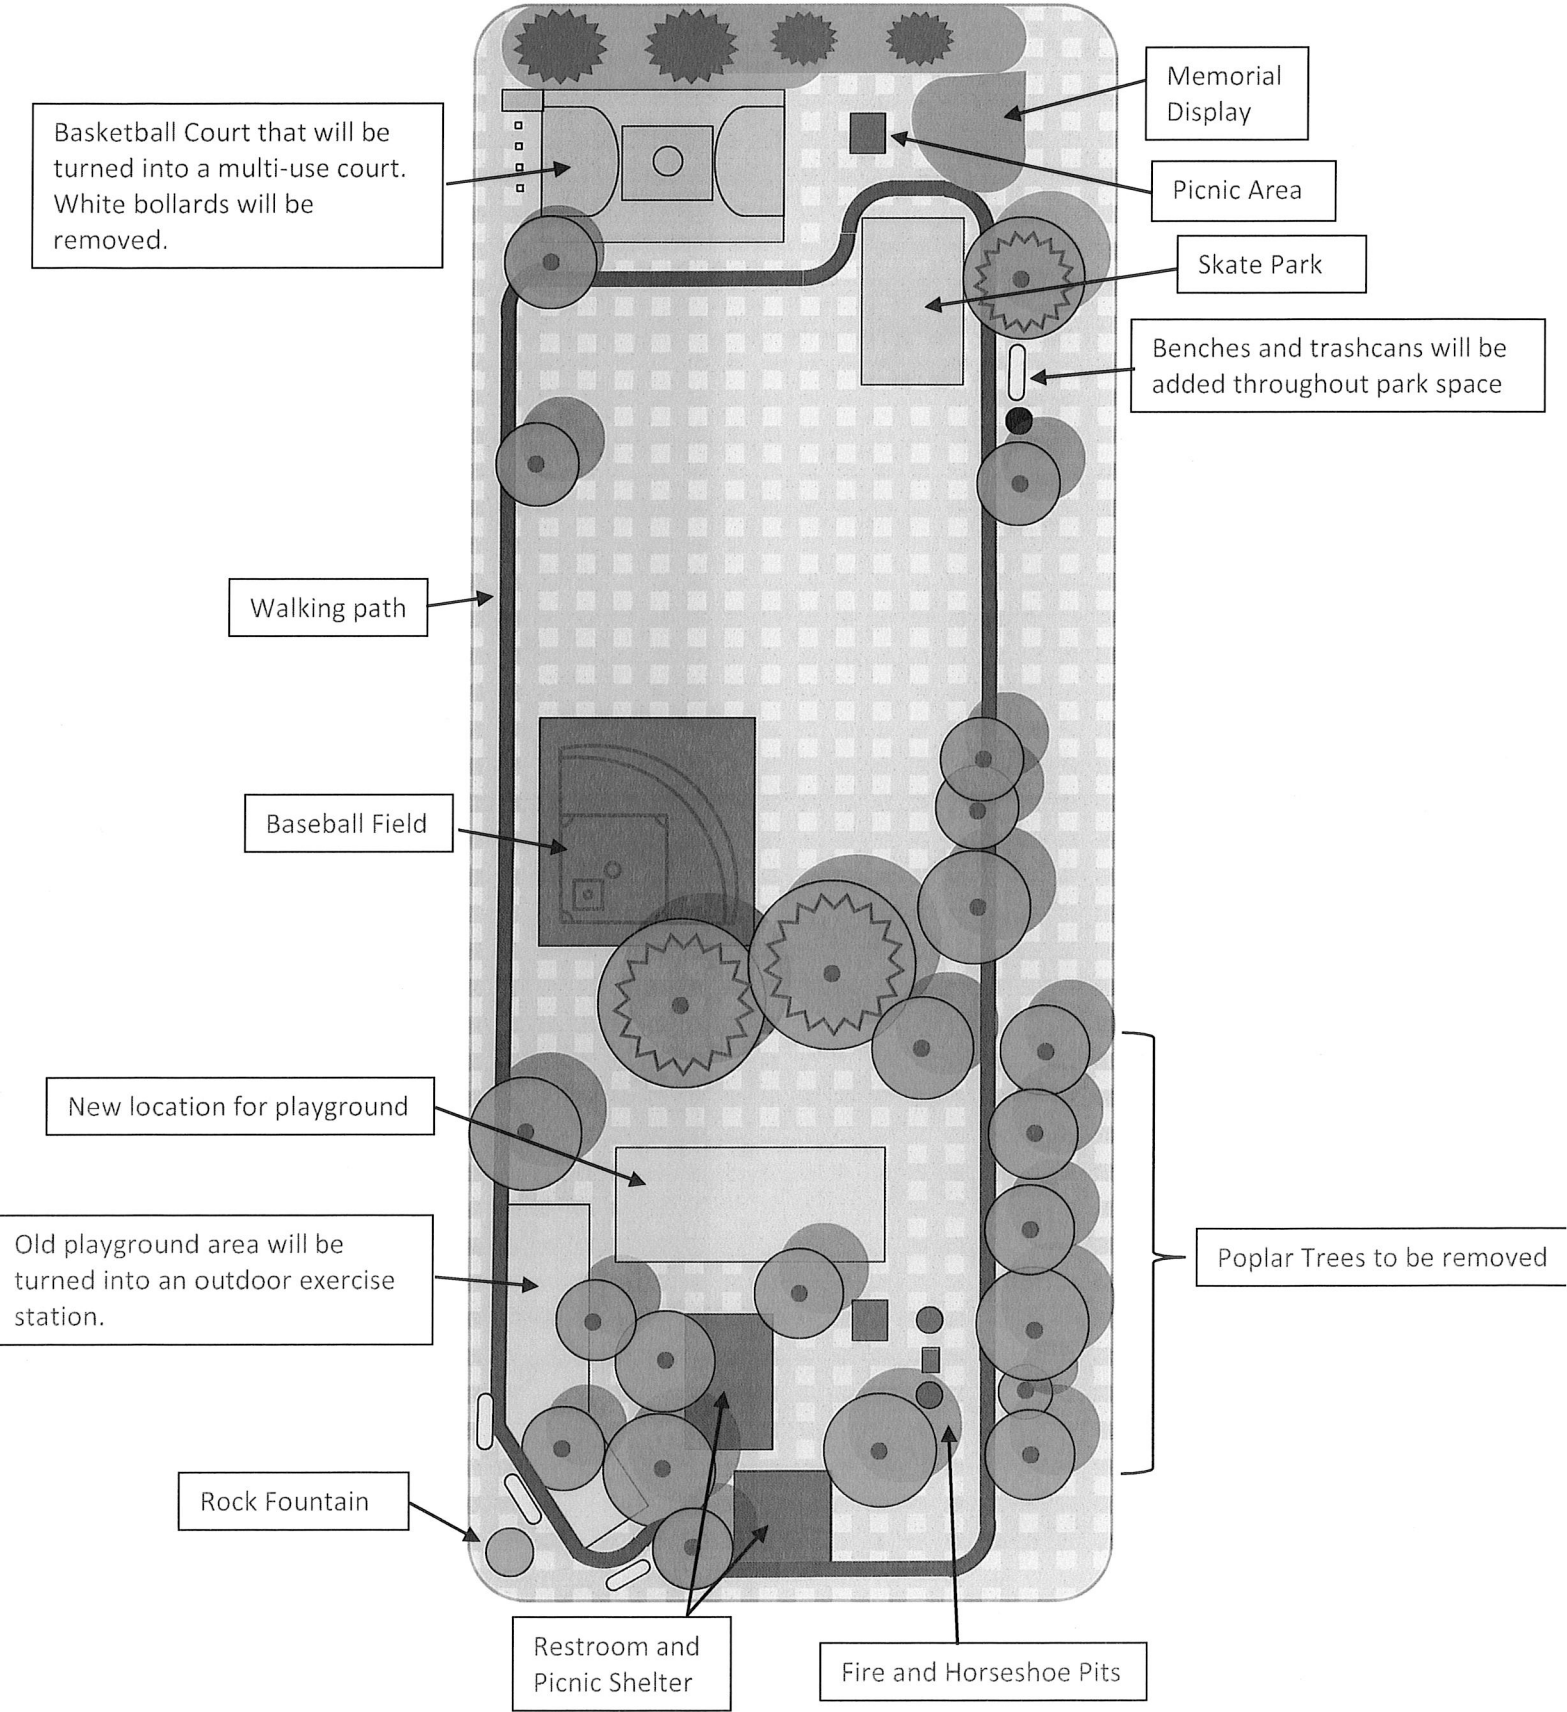 Memorial
Display
Basketball Court that will be
turned into a multi-use court.
White bollards will be
removed.
Picnic Area
Skate Park
Benches and trashcans will be
added throughout park space
Walking path
Baseball Field
New location for playground
Old playground area will be
turned into an outdoor exercise
station.
Poplar Trees to be removed
Rock Fountain
Restroom and
Picnic Shelter
Fire and Horseshoe Pits